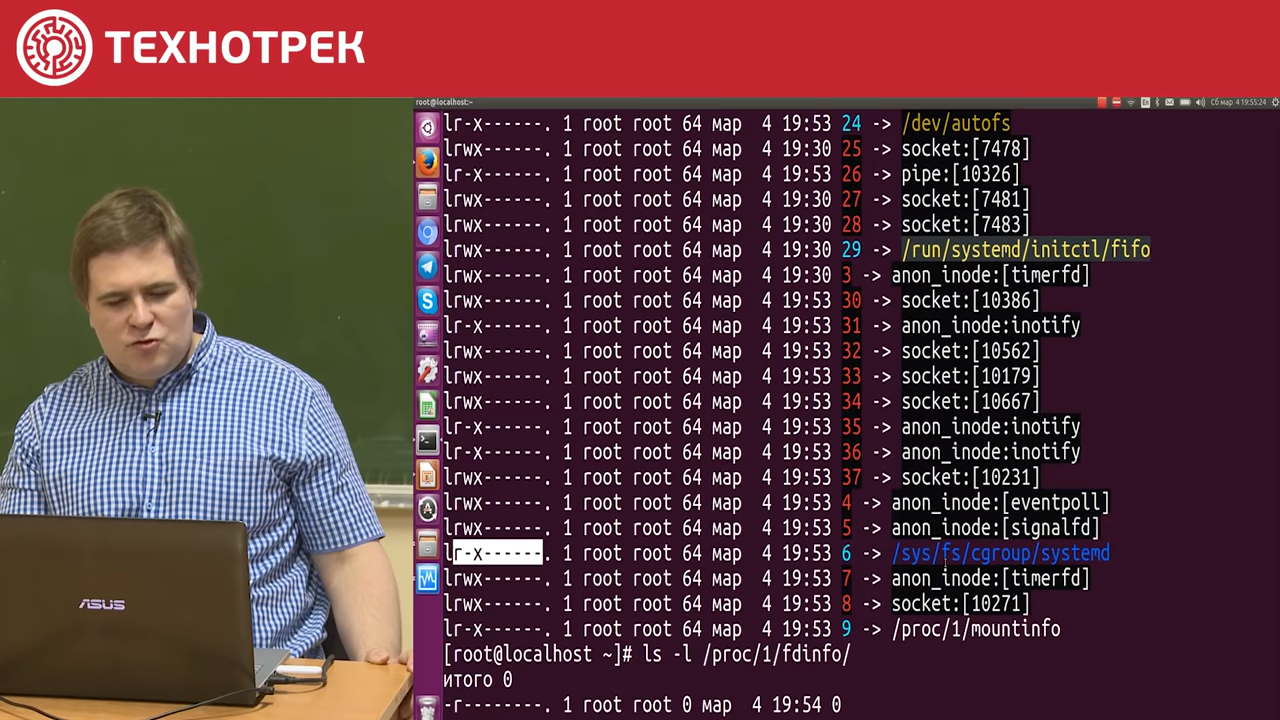 ТЕХНОТРЕК
root@localhost:~
En
Сб мар 4 19:55:24
lr-x------. 1 root root 64 мар  4 19:53 24 -> /dev/autofs
lrwx------. 1 root root 64 мар  4 19:30 25 -> socket:[7478]
lr-x------. 1 root root 64 мар  4 19:53 26 -> pipe:[10326]
lrwx------. 1 root root 64 мар  4 19:30 27 -> socket:[7481]
lrwx------. 1 root root 64 мар  4 19:30 28 -> socket:[7483]
lrwx------. 1 root root 64 мар  4 19:30 29 -> /run/systemd/initctl/fifo
lrwx------. 1 root root 64 мар  4 19:30 3 -> anon_inode:[timerfd]
lrwx------. 1 root root 64 мар  4 19:53 30 -> socket:[10386]
lr-x------. 1 root root 64 мар  4 19:53 31 -> anon_inode:inotify
lrwx------. 1 root root 64 мар  4 19:53 32 -> socket:[10562]
lrwx------. 1 root root 64 мар  4 19:53 33 -> socket:[10179]
lrwx------. 1 root root 64 мар  4 19:53 34 -> socket:[10667]
lr-x------. 1 root root 64 мар  4 19:53 35 -> anon_inode:inotify
lr-x------. 1 root root 64 мар  4 19:53 36 -> anon_inode:inotify
lrwx------. 1 root root 64 мар  4 19:53 37 -> socket:[10231]
lrwx------. 1 root root 64 мар  4 19:53 4 -> anon_inode:[eventpoll]
lrwx------. 1 root root 64 мар  4 19:53 5 -> anon_inode:[signalfd]
lr-x------. 1 root root 64 мар  4 19:53 6 -> /sys/fs/cgroup/systemd
lrwx------. 1 root root 64 мар  4 19:53 7 -> anon_inode:[timerfd]
lrwx------. 1 root root 64 мар  4 19:53 8 -> socket:[10271]
lr-x------. 1 root root 64 мар  4 19:53 9 -> /proc/1/mountinfo
[root@localhost ~]# ls -l /proc/1/fdinfo/
итого 0
-r--------. 1 root root 0 мар  4 19:54 0
ASUS